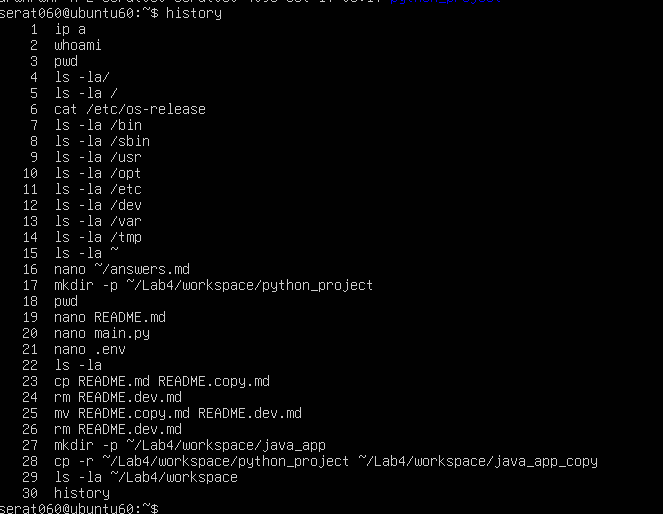 python_project
serat060@ubuntu60:~$ history
1 ip a
2 whoami
3 pwd
4 ls -la/
5 ls -la /
6 cat /etc/os-release
7 ls -la /bin
8 ls -la /sbin
9 ls -la /usr
10 ls -la /opt
11 ls -la /etc
12 ls -la /dev
13 ls -la /var
14 ls -la /tmp
15 ls -la ~
16 nano ~/answers.md
17 mkdir -p ~/Lab4/workspace/python_project
18 pwd
19 nano README.md
20 nano main.py
21 nano .env
22 ls -la
23 cp README.md README.copy.md
24 rm README.dev.md
25 mv README.copy.md README.dev.md
26 rm README.dev.md
27 mkdir -p ~/Lab4/workspace/java_app
28 cp -r ~/Lab4/workspace/python_project ~/Lab4/workspace/java_app_copy
29 ls -la ~/Lab4/workspace
30 history
serat060@ubuntu60:~$